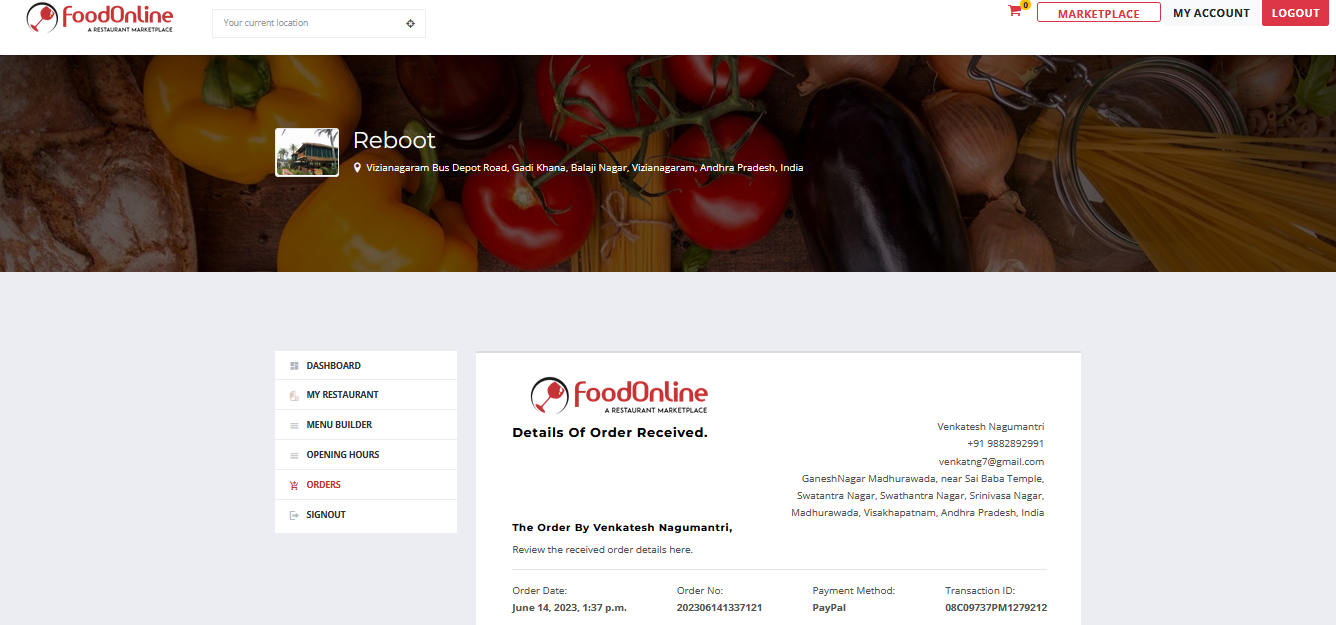 FoodOnline
A RESTAURANT MARKETPLACE
Your current location
0
MARKETPLACE
MY ACCOUNT
LOGOUT
Reboot
Vizianagaram Bus Depot Road, Gadi Khana, Balaji Nagar, Vizianagaram, Andhra Pradesh, India
DASHBOARD
MY RESTAURANT
MENU BUILDER
OPENING HOURS
ORDERS
SIGNOUT
FoodOnline
A RESTAURANT MARKETPLACE
Details Of Order Received.
Venkatesh Nagumantri
+91 9882892991
venkatng7@gmail.com
GaneshNagar Madhurawada, near Sai Baba Temple,
Swatantra Nagar, Swathantra Nagar, Srinivasa Nagar,
Madhurawada, Visakhapatnam, Andhra Pradesh, India
The Order By Venkatesh Nagumantri,
Review the received order details here.
Order Date: Order No: Payment Method: Transaction ID:
June 14, 2023, 1:37 p.m. 202306141337121 PayPal 08C09737PM1279212